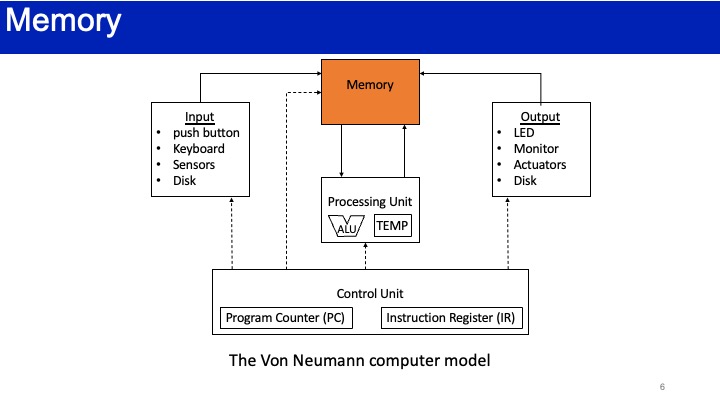 Memory
Memory
Input
• push button
• Keyboard
• Sensors
• Disk
Output
• LED
• Monitor
• Actuators
• Disk
Processing Unit
ALU
TEMP
Control Unit
Program Counter (PC)
Instruction Register (IR)
The Von Neumann computer model
6